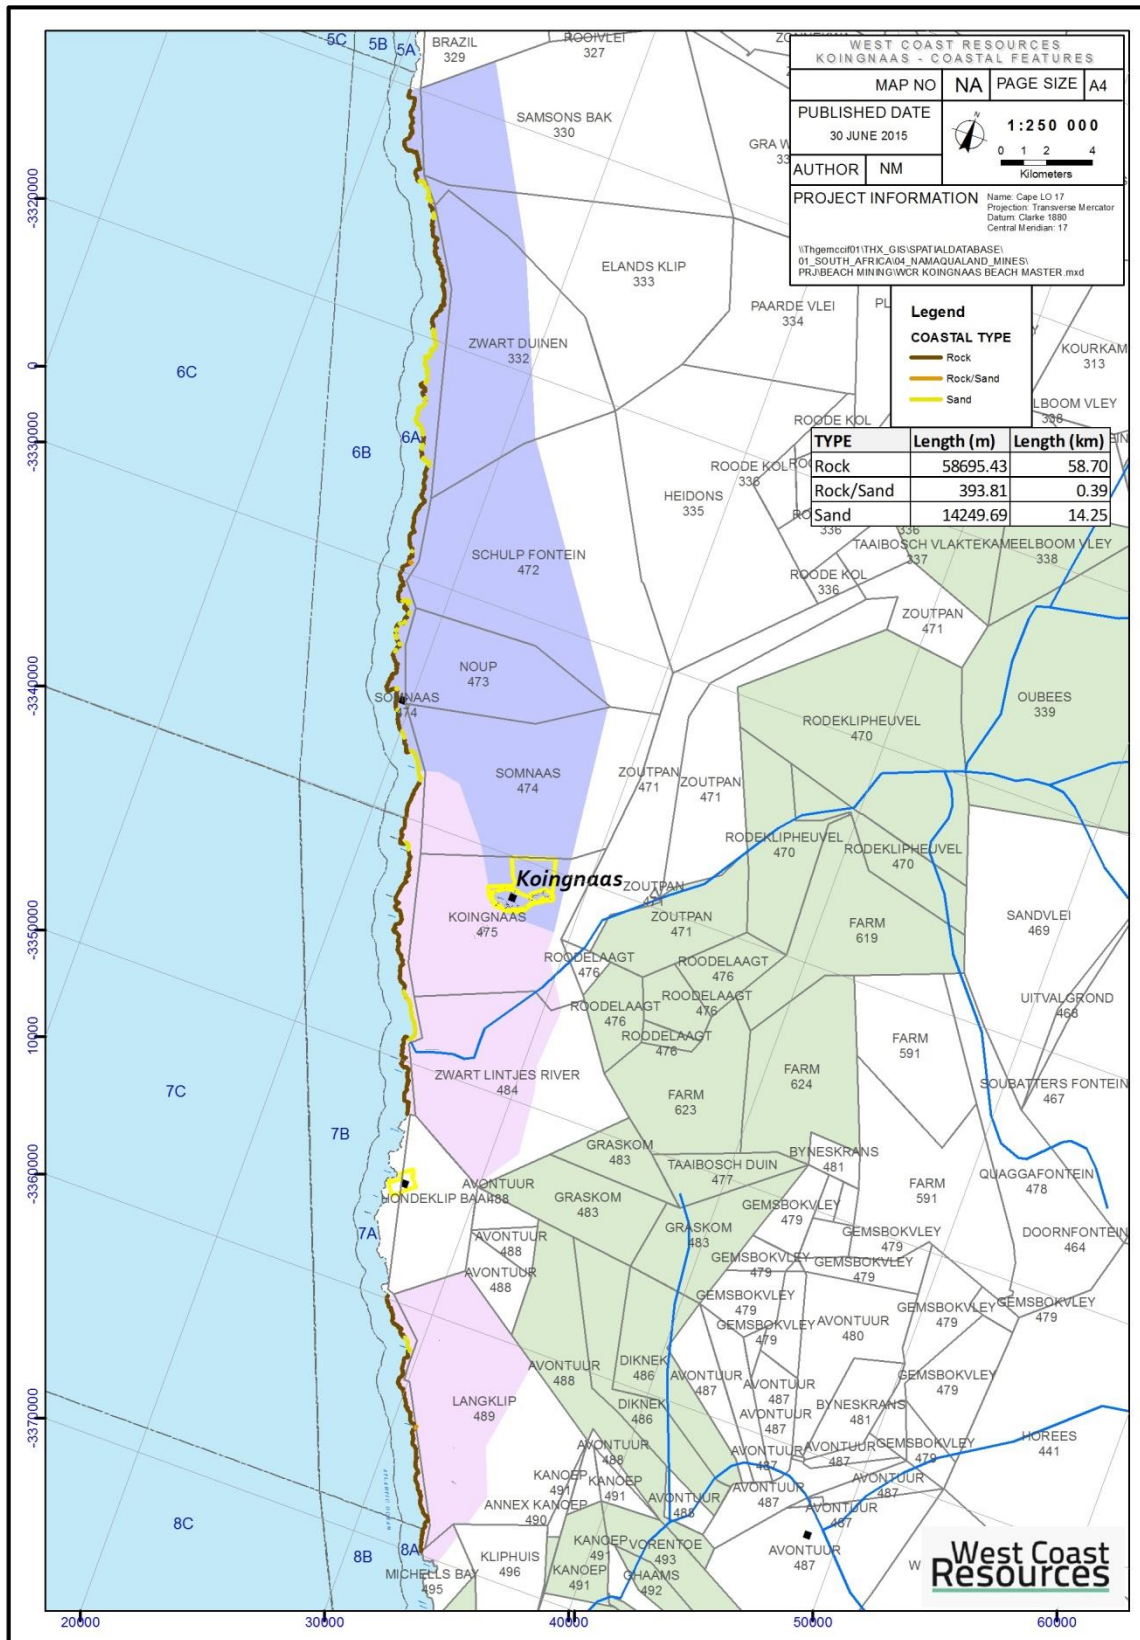 WEST COAST RESOURCES
KOINGNAAS - COASTAL FEATURES
MAP NO NA PAGE SIZE A4
PUBLISHED DATE
30 JUNE 2015
1:250 000
0 1 2 4
Kilometers
AUTHOR NM
PROJECT INFORMATION
Name: Cape LO 17
Projection: Transverse Mercator
Datum: Clarke 1880
Central Meridian: 17
\\Thgemccif01\THX_GIS\SPATIALDATABASE\
01_SOUTH_AFRICA\04_NAMAQUALAND_MINES\
PRJ\BEACH MINING\WCR KOINGNAAS BEACH MASTER.mxd
Legend
COASTAL TYPE
Rock
Rock/Sand
Sand
TYPE Length (m) Length (km)
Rock 58695.43 58.70
Rock/Sand 393.81 0.39
Sand 14249.69 14.25
5C 5B 5A
BRAZIL
329
ROOIVLEI
327
SAMSONS BAK
330
GRA W
ELANDS KLIP
333
PAARDE VLEI
334
KOURKAM
313
ZWART DUINEN
332
6C
6B
6A
LBOOM VLEY
338
ROODE KOL
ROODE KOL
336
HEIDONS
335
336
336
TAAIBOSCH VLAKTE
337
KAMEELBOOM VLEY
338
ROODE KOL
336
SCHULP FONTEIN
472
ZOUTPAN
471
NOUP
473
SOMNAAS
474
OUBEES
339
RODEKLIPHEUVEL
470
SOMNAAS
474
ZOUTPAN
471
ZOUTPAN
471
RODEKLIPHEUVEL
470
RODEKLIPHEUVEL
470
Koingnaas
ZOUTPAN
471
KOINGNAAS
475
ZOUTPAN
471
FARM
619
SANDVLEI
469
ROODELAAGT
476
ROODELAAGT
476
ROODELAAGT
476
ROODELAAGT
476
ROODELAAGT
476
UITVALGROND
468
FARM
591
ZWART LINTJES RIVER
484
FARM
624
FARM
623
SOUBATTERS FONTEIN
467
7C
7B
7A
GRASKOM
483
BYNESKRANS
481
TAAIBOSCH DUIN
477
QUAGGAFONTEIN
478
HONDEKLIP BAAI
AVONTUUR
488
GRASKOM
483
FARM
591
GEMSBOKVLEY
479
GRASKOM
483
AVONTUUR
488
GEMSBOKVLEY
479
DOORNFONTEIN
464
AVONTUUR
488
GEMSBOKVLEY
479
GEMSBOKVLEY
479
GEMSBOKVLEY
479
GEMSBOKVLEY
479
GEMSBOKVLEY
479
GEMSBOKVLEY
479
AVONTUUR
480
AVONTUUR
488
DIKNEK
486
AVONTUUR
487
GEMSBOKVLEY
479
LANGKLIP
489
AVONTUUR
487
BYNESKRANS
481
DIKNEK
486
AVONTUUR
487
GEMSBOKVLEY
479
HOREES
441
AVONTUUR
488
AVONTUUR
487
AVONTUUR
487
KANOEP
491
KANOEP
491
AVONTUUR
487
AVONTUUR
487
ANNEX KANOEP
490
AVONTUUR
488
AVONTUUR
487
ATLANTIC OCEAN
8C
8B
8A
KLIPHUIS
496
KANOEP
491
VORENTOE
493
AVONTUUR
487
MICHELLS BAY
495
KANOEP
491
GHAAMS
492
West Coast
Resources
-3320000
0
-3330000
-3340000
-3350000
10000
-3360000
-3370000
20000 30000 40000 50000 60000